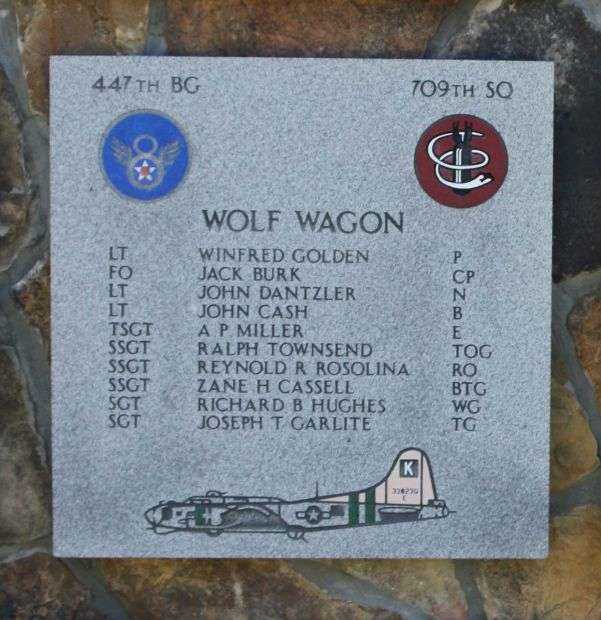 447TH BG 709TH SQ
WOLF WAGON
LT WINFRED GOLDEN P
FO JACK BURK CP
LT JOHN DANTZLER N
LT JOHN CASH B
TSGT A P MILLER E
SSGT RALPH TOWNSEND TOG
SSGT REYNOLD R ROSOLINA RO
SSGT ZANE H CASSELL BTG
SGT RICHARD B HUGHES WG
SGT JOSEPH T GARLITE TG
K
E